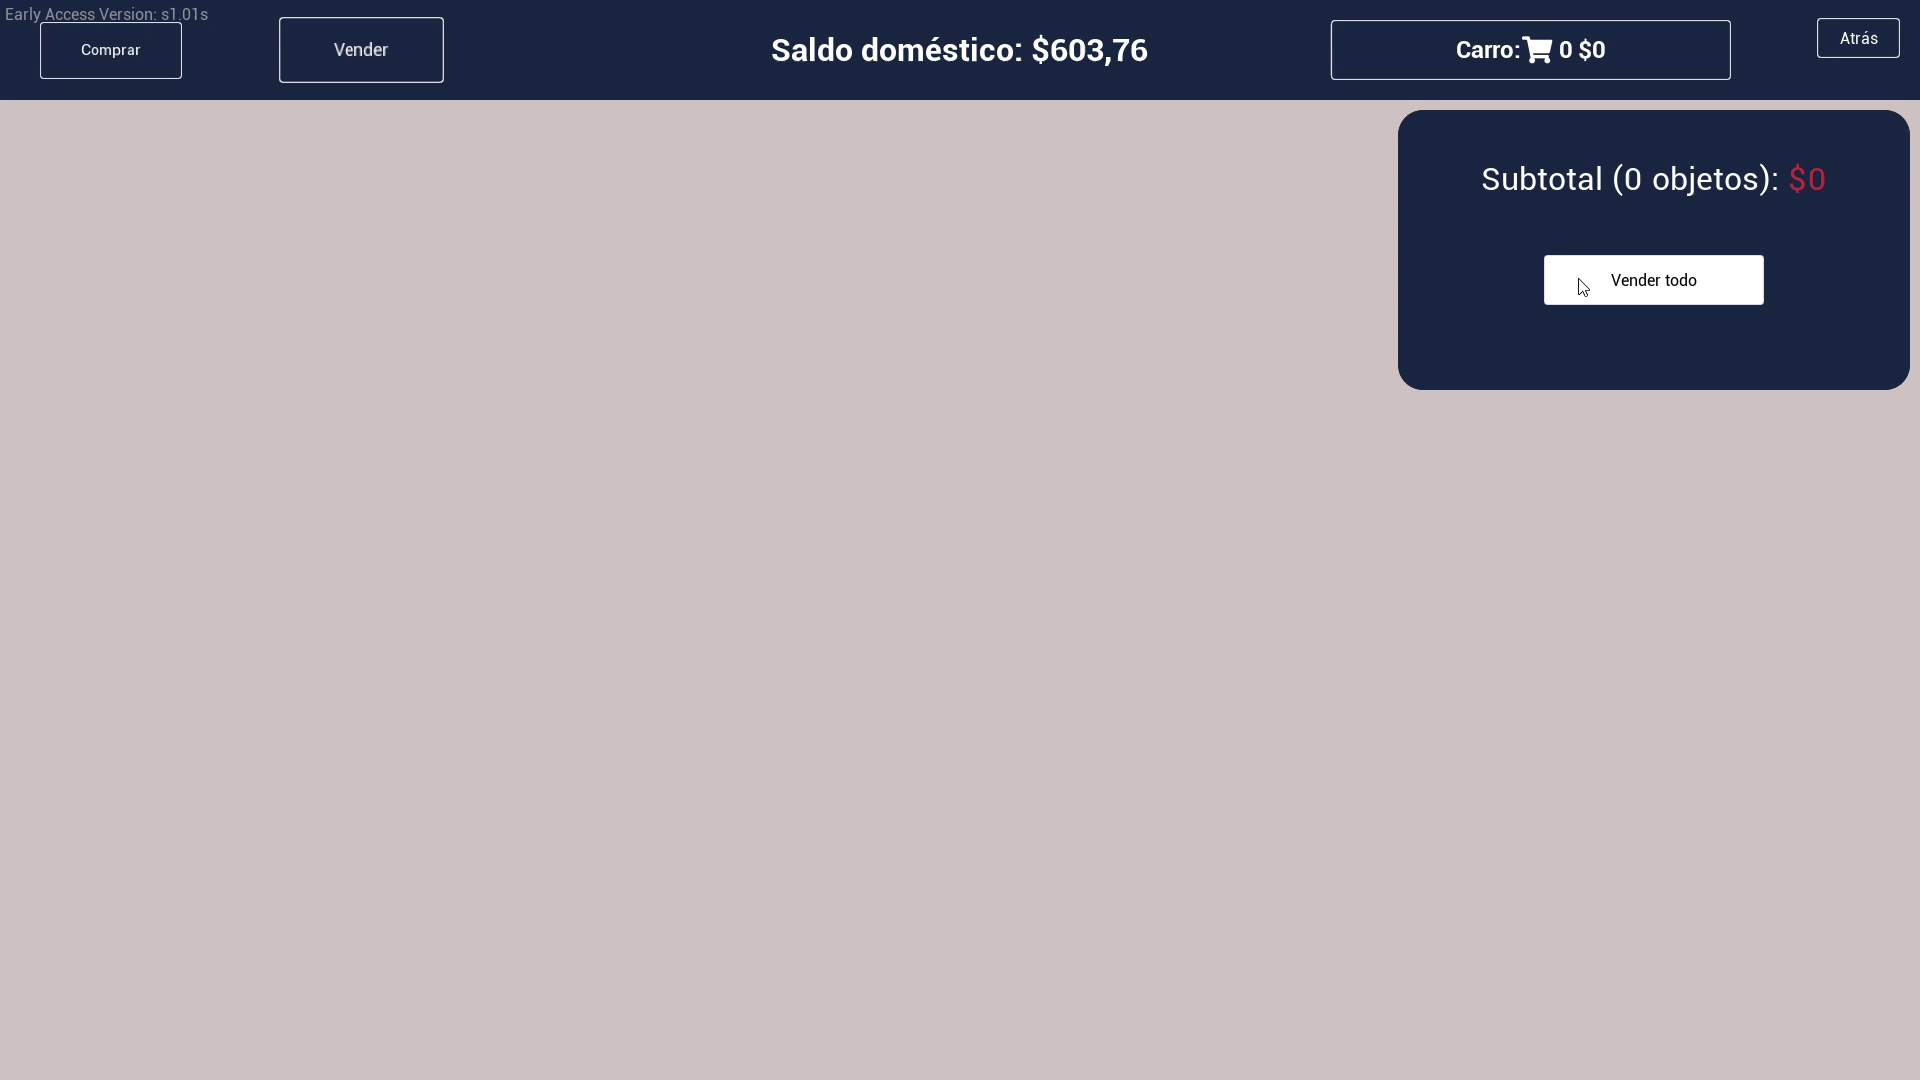 Early Access Version: s1.01s
Comprar
Vender
Saldo doméstico: $603,76
Carro: 0 $0
Atrás
Subtotal (0 objetos): $0
Vender todo